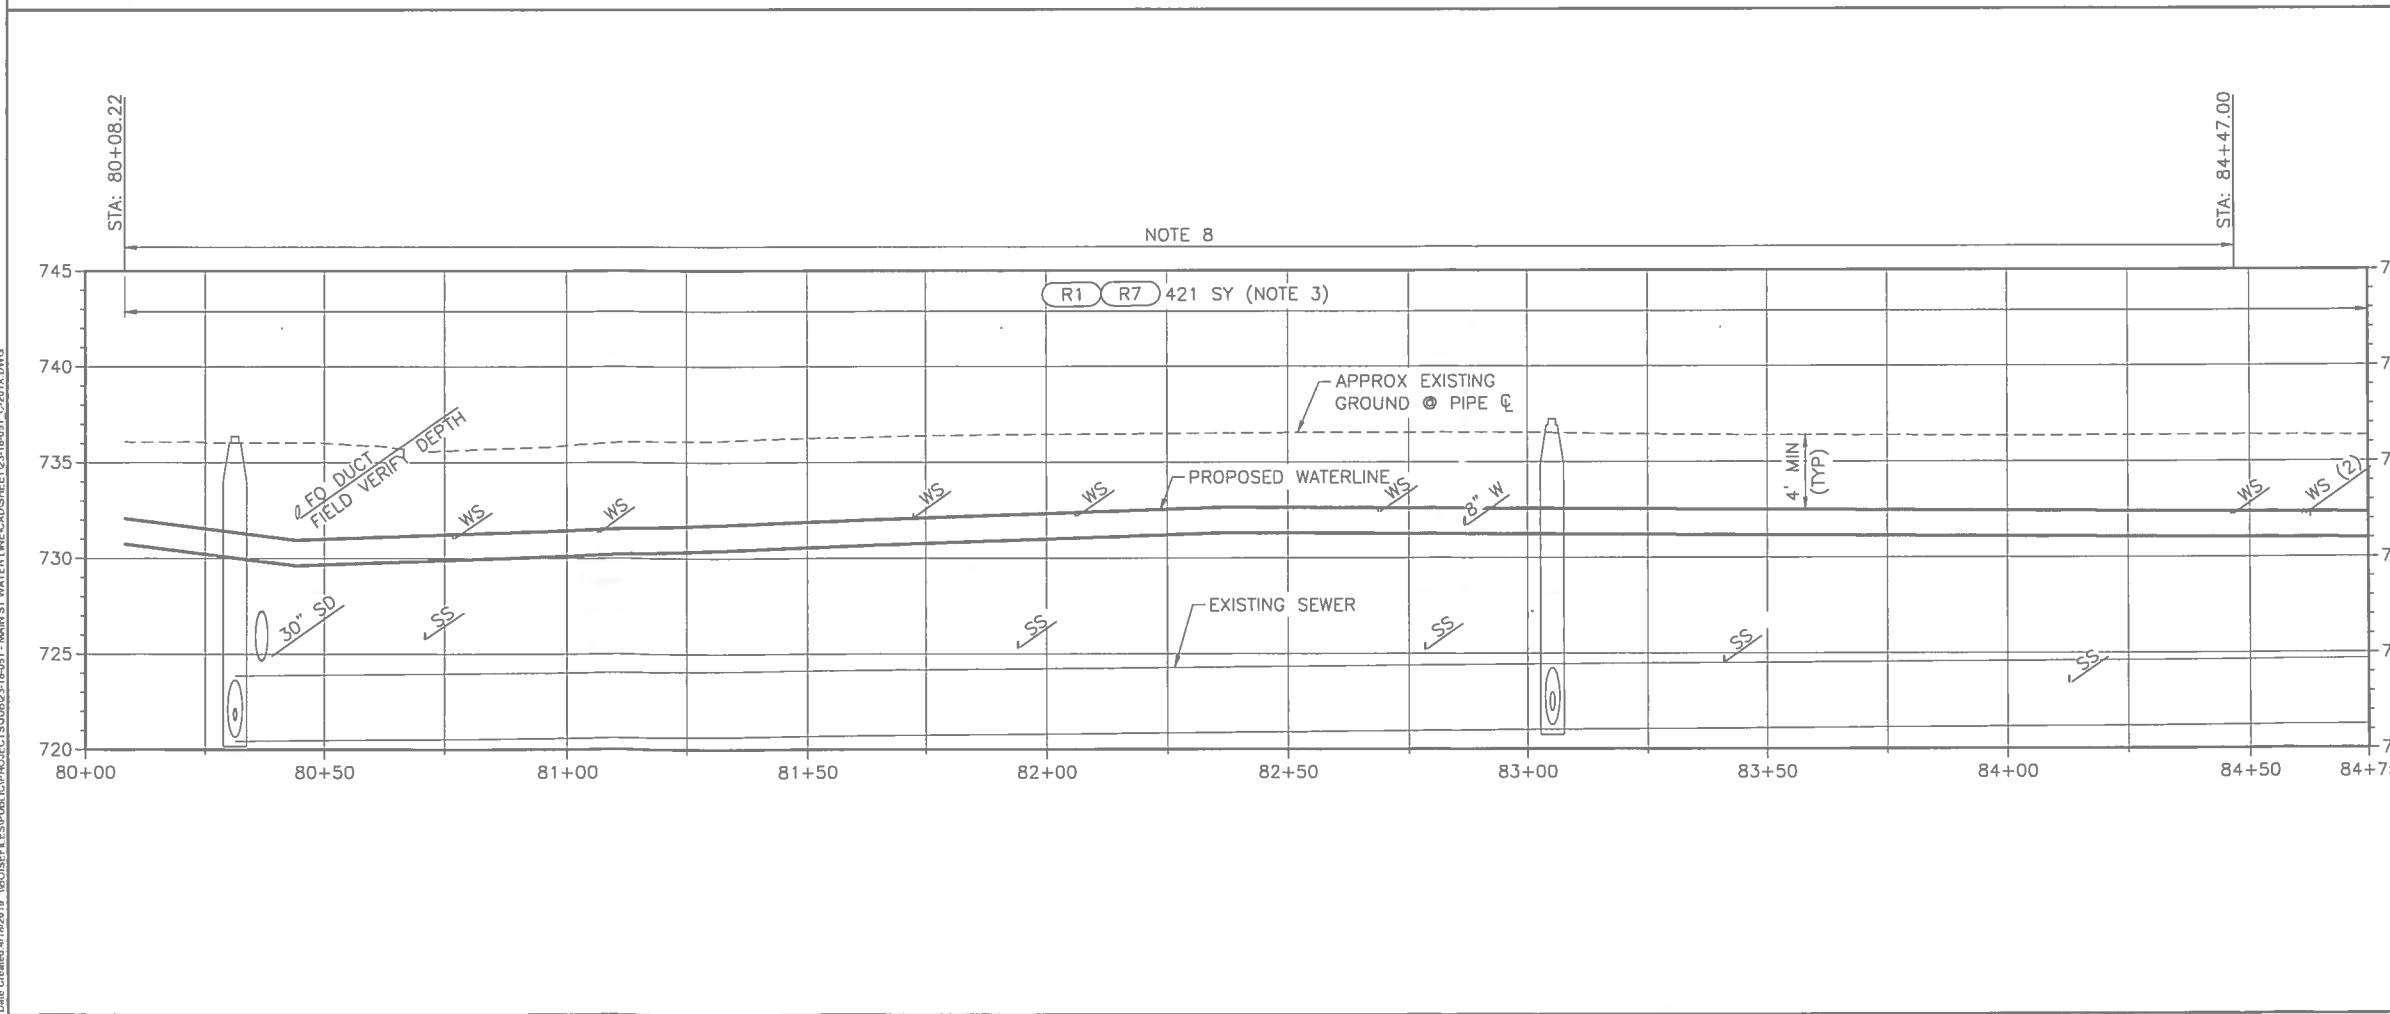 STA: 80+08.22
STA: 84+47.00
NOTE 8
745
R1 R7 421 SY (NOTE 3)
740
APPROX EXISTING
GROUND @ PIPE ℄
735
FO DUCT
FIELD VERIFY DEPTH
WS
WS
WS
WS
PROPOSED WATERLINE
WS
8" W
4' MIN
(TYP)
WS
WS (2)
730
30" SD
SS
SS
EXISTING SEWER
SS
SS
SS
725
720
80+00
80+50
81+00
81+50
82+00
82+50
83+00
83+50
84+00
84+50